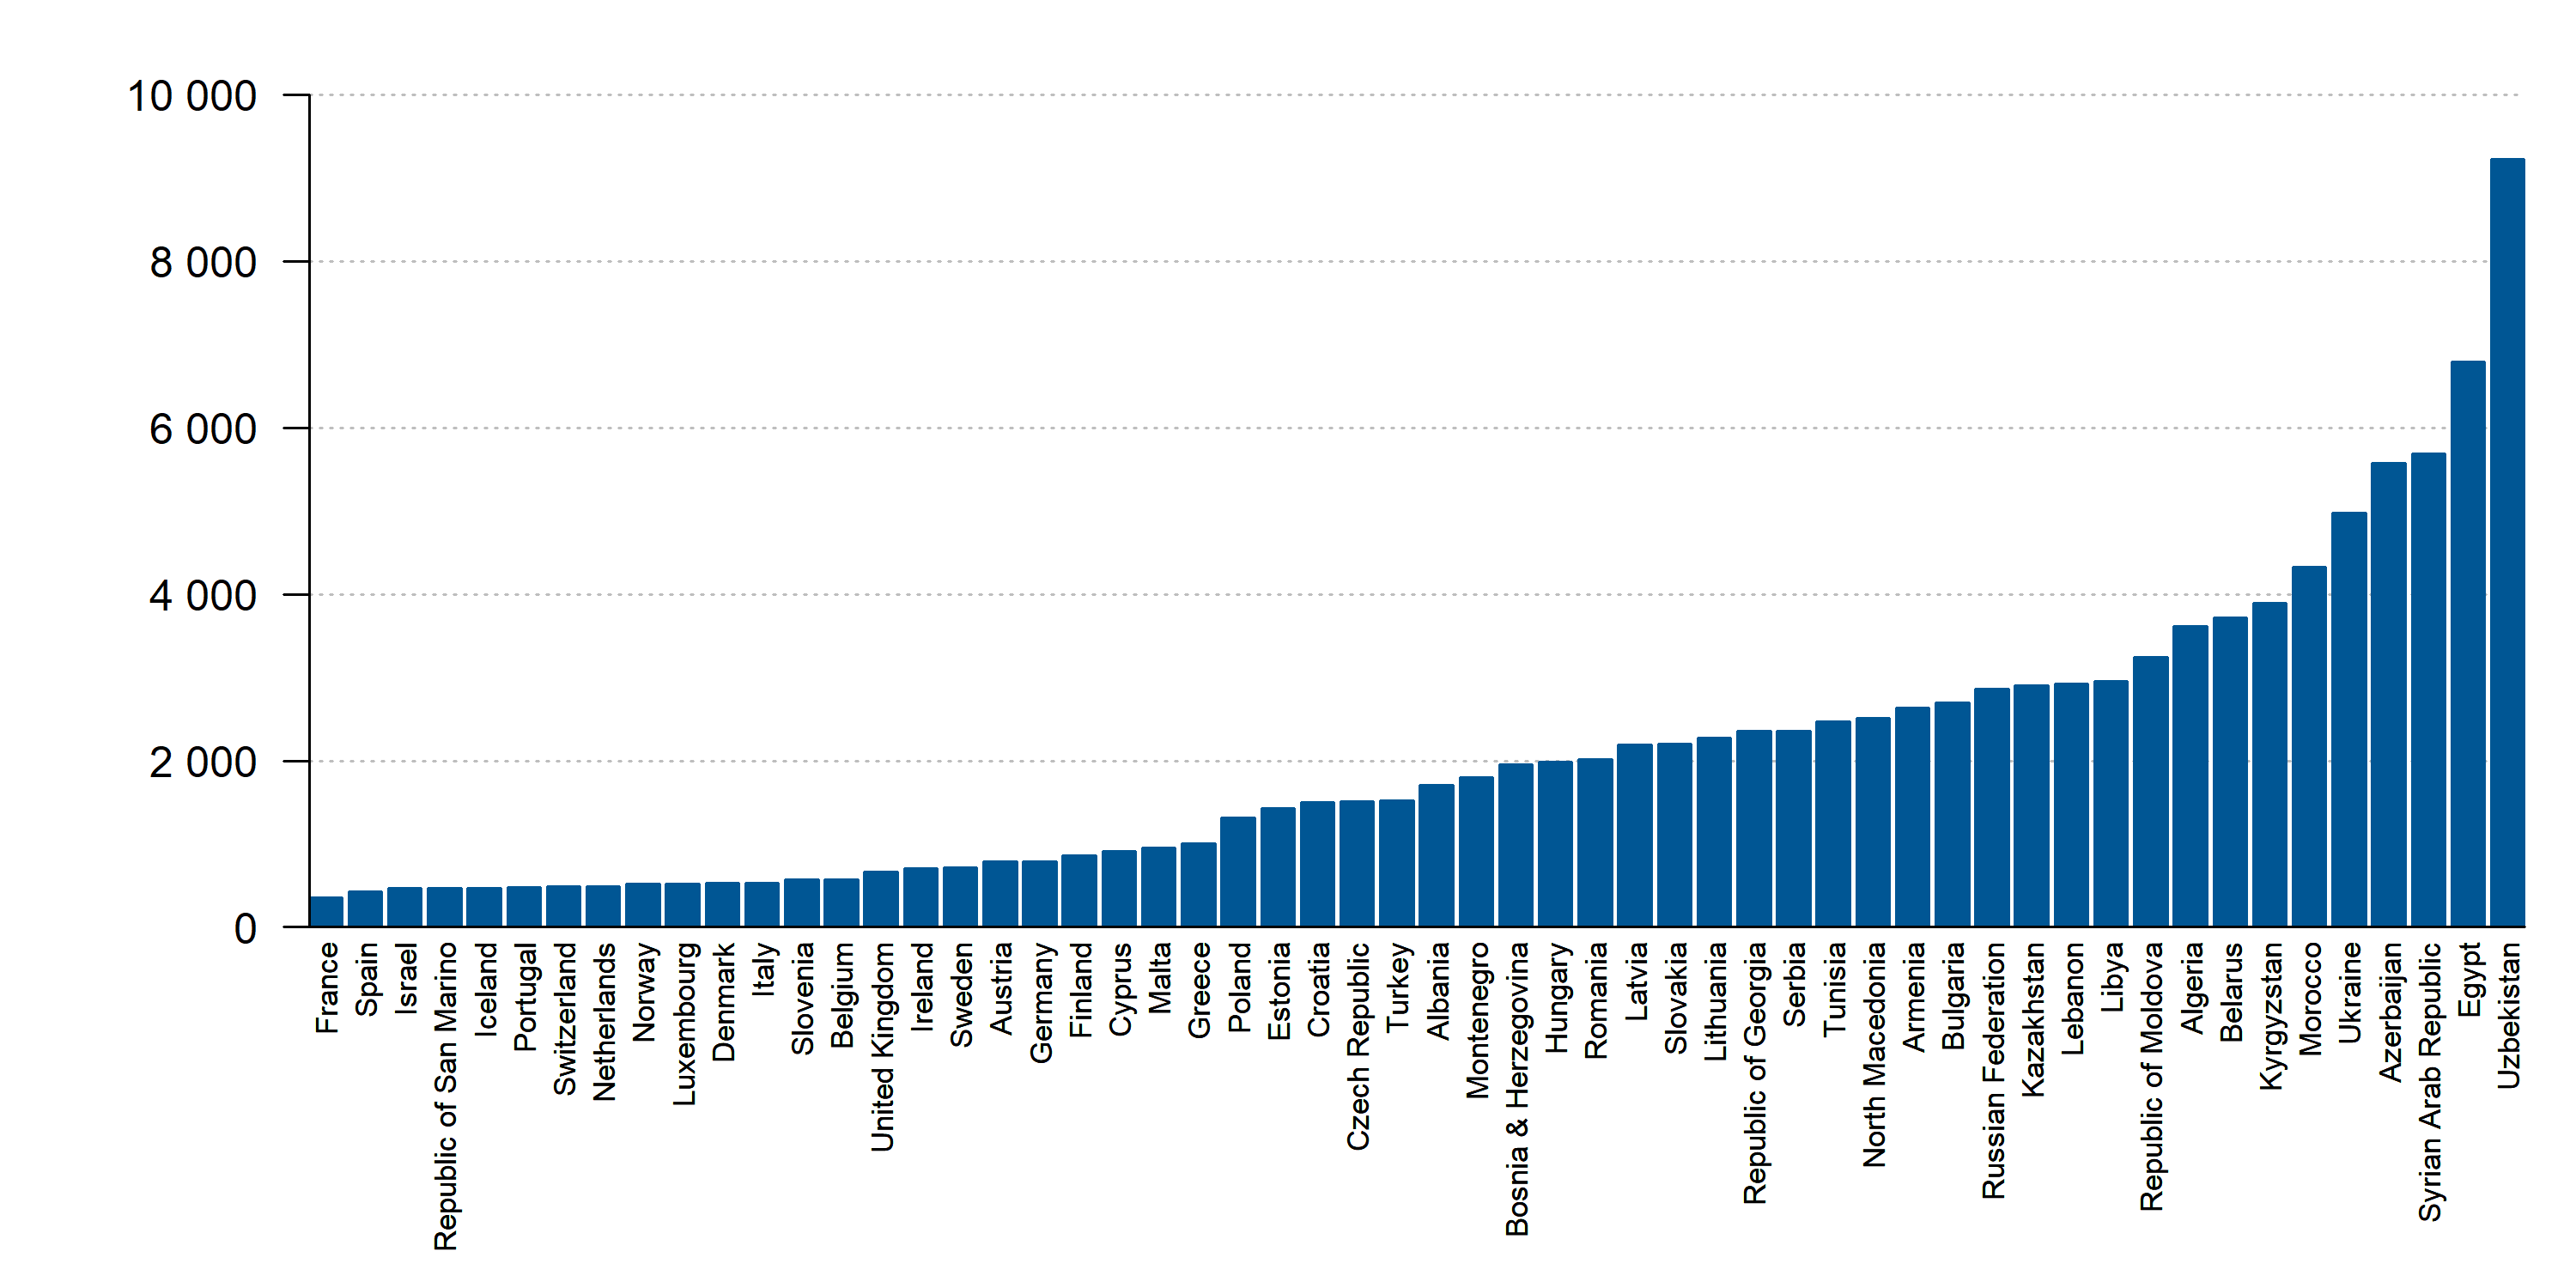 10 000
8 000
6 000
4 000
2 000
0
France
Spain
Israel
Republic of San Marino
Iceland
Portugal
Switzerland
Netherlands
Norway
Luxembourg
Denmark
Italy
Slovenia
Belgium
United Kingdom
Ireland
Sweden
Austria
Germany
Finland
Cyprus
Malta
Greece
Poland
Estonia
Croatia
Czech Republic
Turkey
Albania
Montenegro
Bosnia & Herzegovina
Hungary
Romania
Latvia
Slovakia
Lithuania
Republic of Georgia
Serbia
Tunisia
North Macedonia
Armenia
Bulgaria
Russian Federation
Kazakhstan
Lebanon
Libya
Republic of Moldova
Algeria
Belarus
Kyrgyzstan
Morocco
Ukraine
Azerbaijan
Syrian Arab Republic
Egypt
Uzbekistan